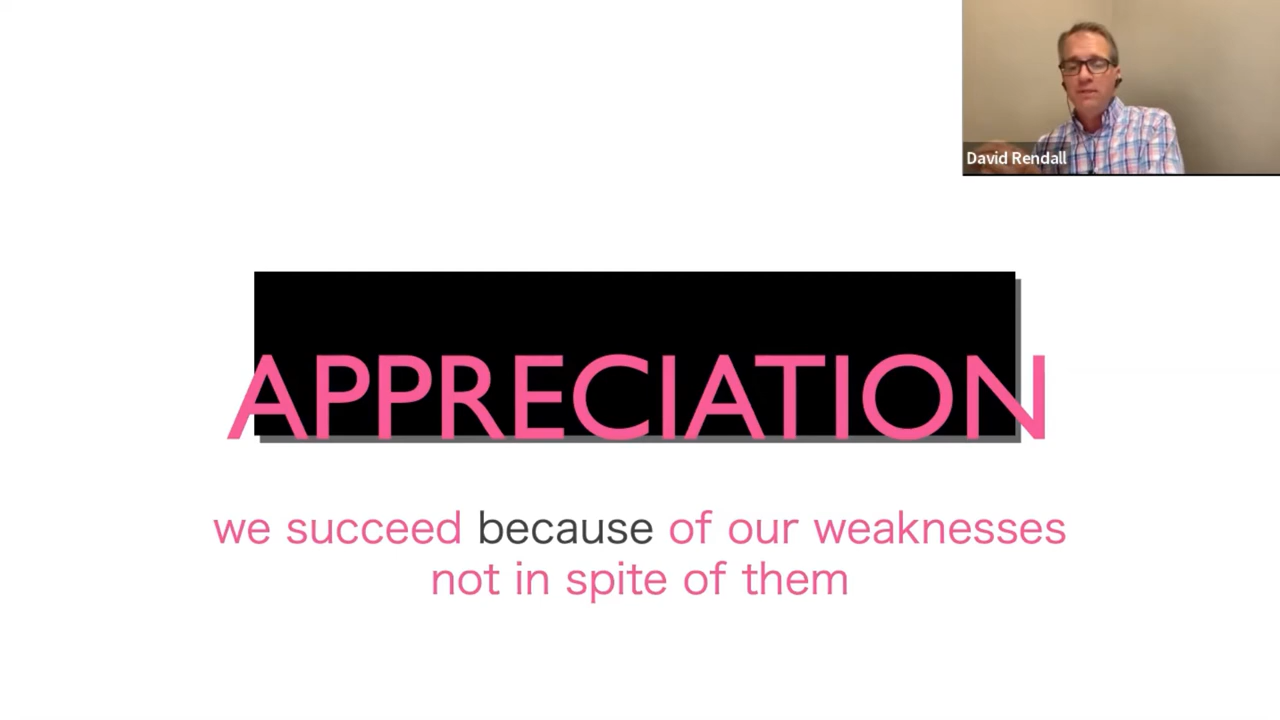 David Rendall
APPRECIATION
we succeed because of our weaknesses
not in spite of them